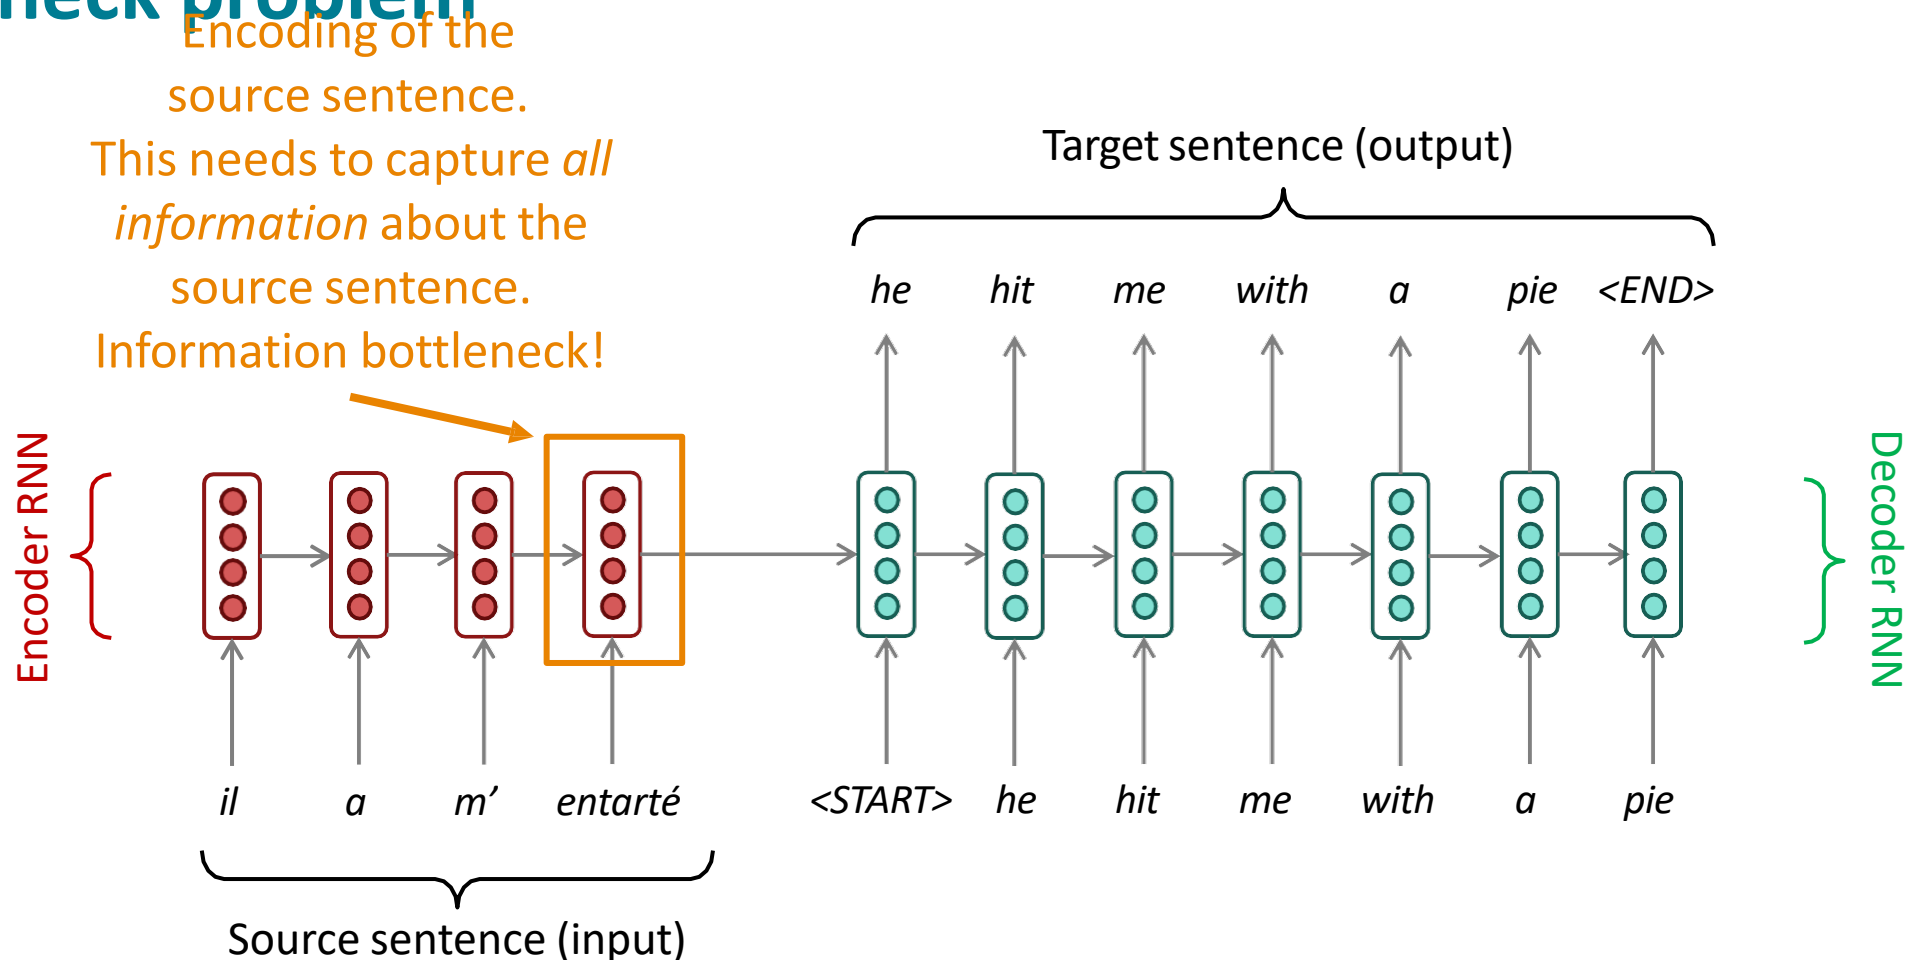 neck problem
Encoding of the
source sentence.
This needs to capture all
information about the
source sentence.
Information bottleneck!
Target sentence (output)
he hit me with a pie <END>
Encoder RNN
Decoder RNN
il a m’ entarté <START> he hit me with a pie
Source sentence (input)